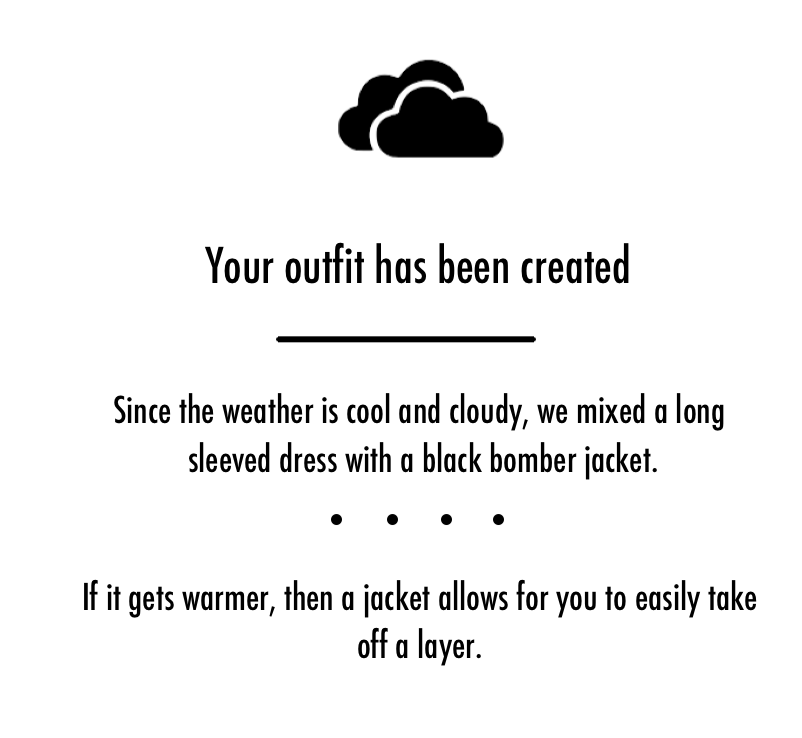 Your outfit has been created
Since the weather is cool and cloudy, we mixed a long
sleeved dress with a black bomber jacket.
If it gets warmer, then a jacket allows for you to easily take
off a layer.